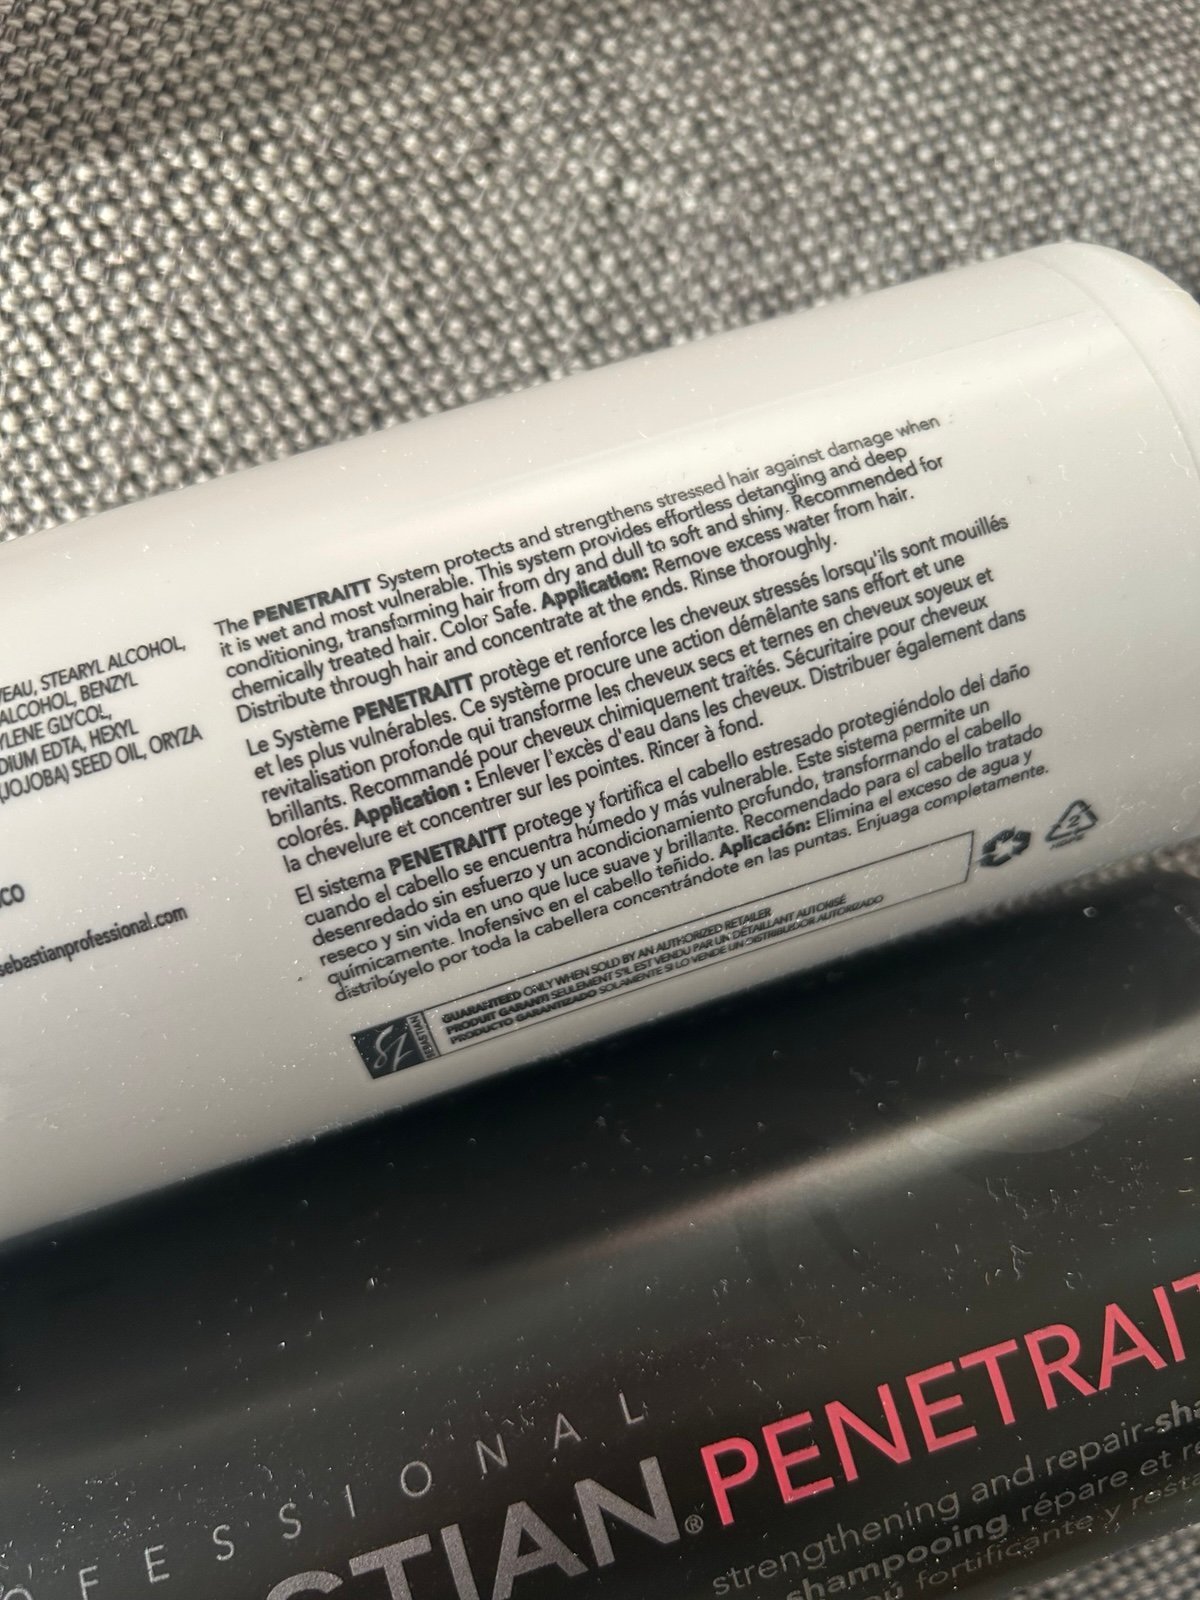 EAU, STEARYL ALCOHOL,
ALCOHOL, BENZYL
YLENE GLYCOL,
DIUM EDTA, HEXYL
(JOJOBA) SEED OIL, ORYZA
CO
sebastianprofessional.com
The PENETRAITT System protects and strengthens stressed hair against damage when
it is wet and most vulnerable. This system provides effortless detangling and deep
conditioning, transforming hair from dry and dull to soft and shiny. Recommended for
chemically treated hair. Color Safe. Application: Remove excess water from hair.
Distribute through hair and concentrate at the ends. Rinse thoroughly.
Le Système PENETRAITT protège et renforce les cheveux stressés lorsqu'ils sont mouillés
et les plus vulnérables. Ce système procure une action démêlante sans effort et une
revitalisation profonde qui transforme les cheveux secs et ternes en cheveux soyeux et
brillants. Recommandé pour cheveux chimiquement traités. Sécuritaire pour cheveux
colorés. Application : Enlever l'excès d'eau dans les cheveux. Distribuer également dans
la chevelure et concentrer sur les pointes. Rincer à fond.
El sistema PENETRAITT protege y fortifica el cabello estresado protegiéndolo del daño
cuando el cabello se encuentra húmedo y más vulnerable. Este sistema permite un
desenredado sin esfuerzo y un acondicionamiento profundo, transformando el cabello
reseco y sin vida en uno que luce suave y brillante. Recomendado para el cabello tratado
químicamente. Inofensivo en el cabello teñido. Aplicación: Elimina el exceso de agua y
distribúyelo por toda la cabellera concentrándote en las puntas. Enjuaga completamente.
SEBASTIAN
GUARANTEED ONLY WHEN SOLD BY AN AUTHORIZED RETAILER
PRODUIT GARANTI SEULEMENT S'IL EST VENDU PAR UN DÉTAILLANT AUTORISÉ
PRODUCTO GARANTIZADO SOLAMENTE SI LO VENDE UN DISTRIBUIDOR AUTORIZADO
2
OFESSIONAL
STIAN® PENETRAIT
strengthening and repair-sha
shampooing répare et re
ú fortificante y resta